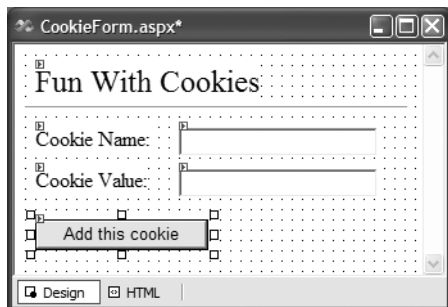 CookieForm.aspx*
Fun With Cookies
Cookie Name:
Cookie Value:
Add this cookie
Design HTML